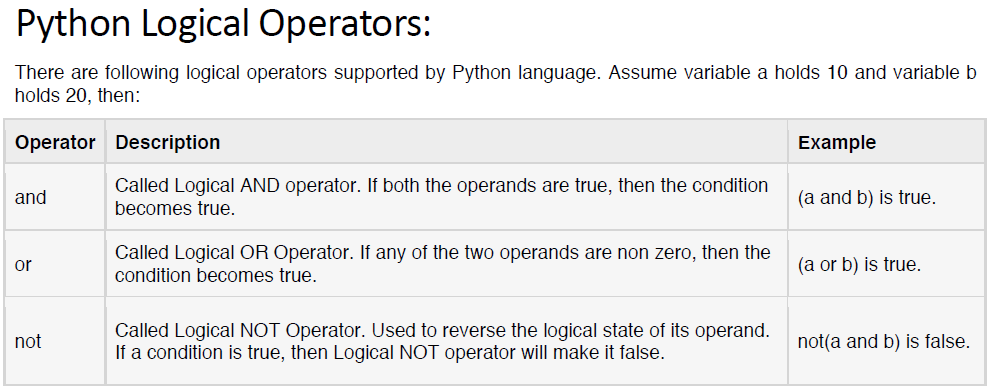 Python Logical Operators:
There are following logical operators supported by Python language. Assume variable a holds 10 and variable b
holds 20, then:
Operator Description Example
and
Called Logical AND operator. If both the operands are true, then the condition
becomes true.
(a and b) is true.
or
Called Logical OR Operator. If any of the two operands are non zero, then the
condition becomes true.
(a or b) is true.
not
Called Logical NOT Operator. Used to reverse the logical state of its operand.
If a condition is true, then Logical NOT operator will make it false.
not(a and b) is false.